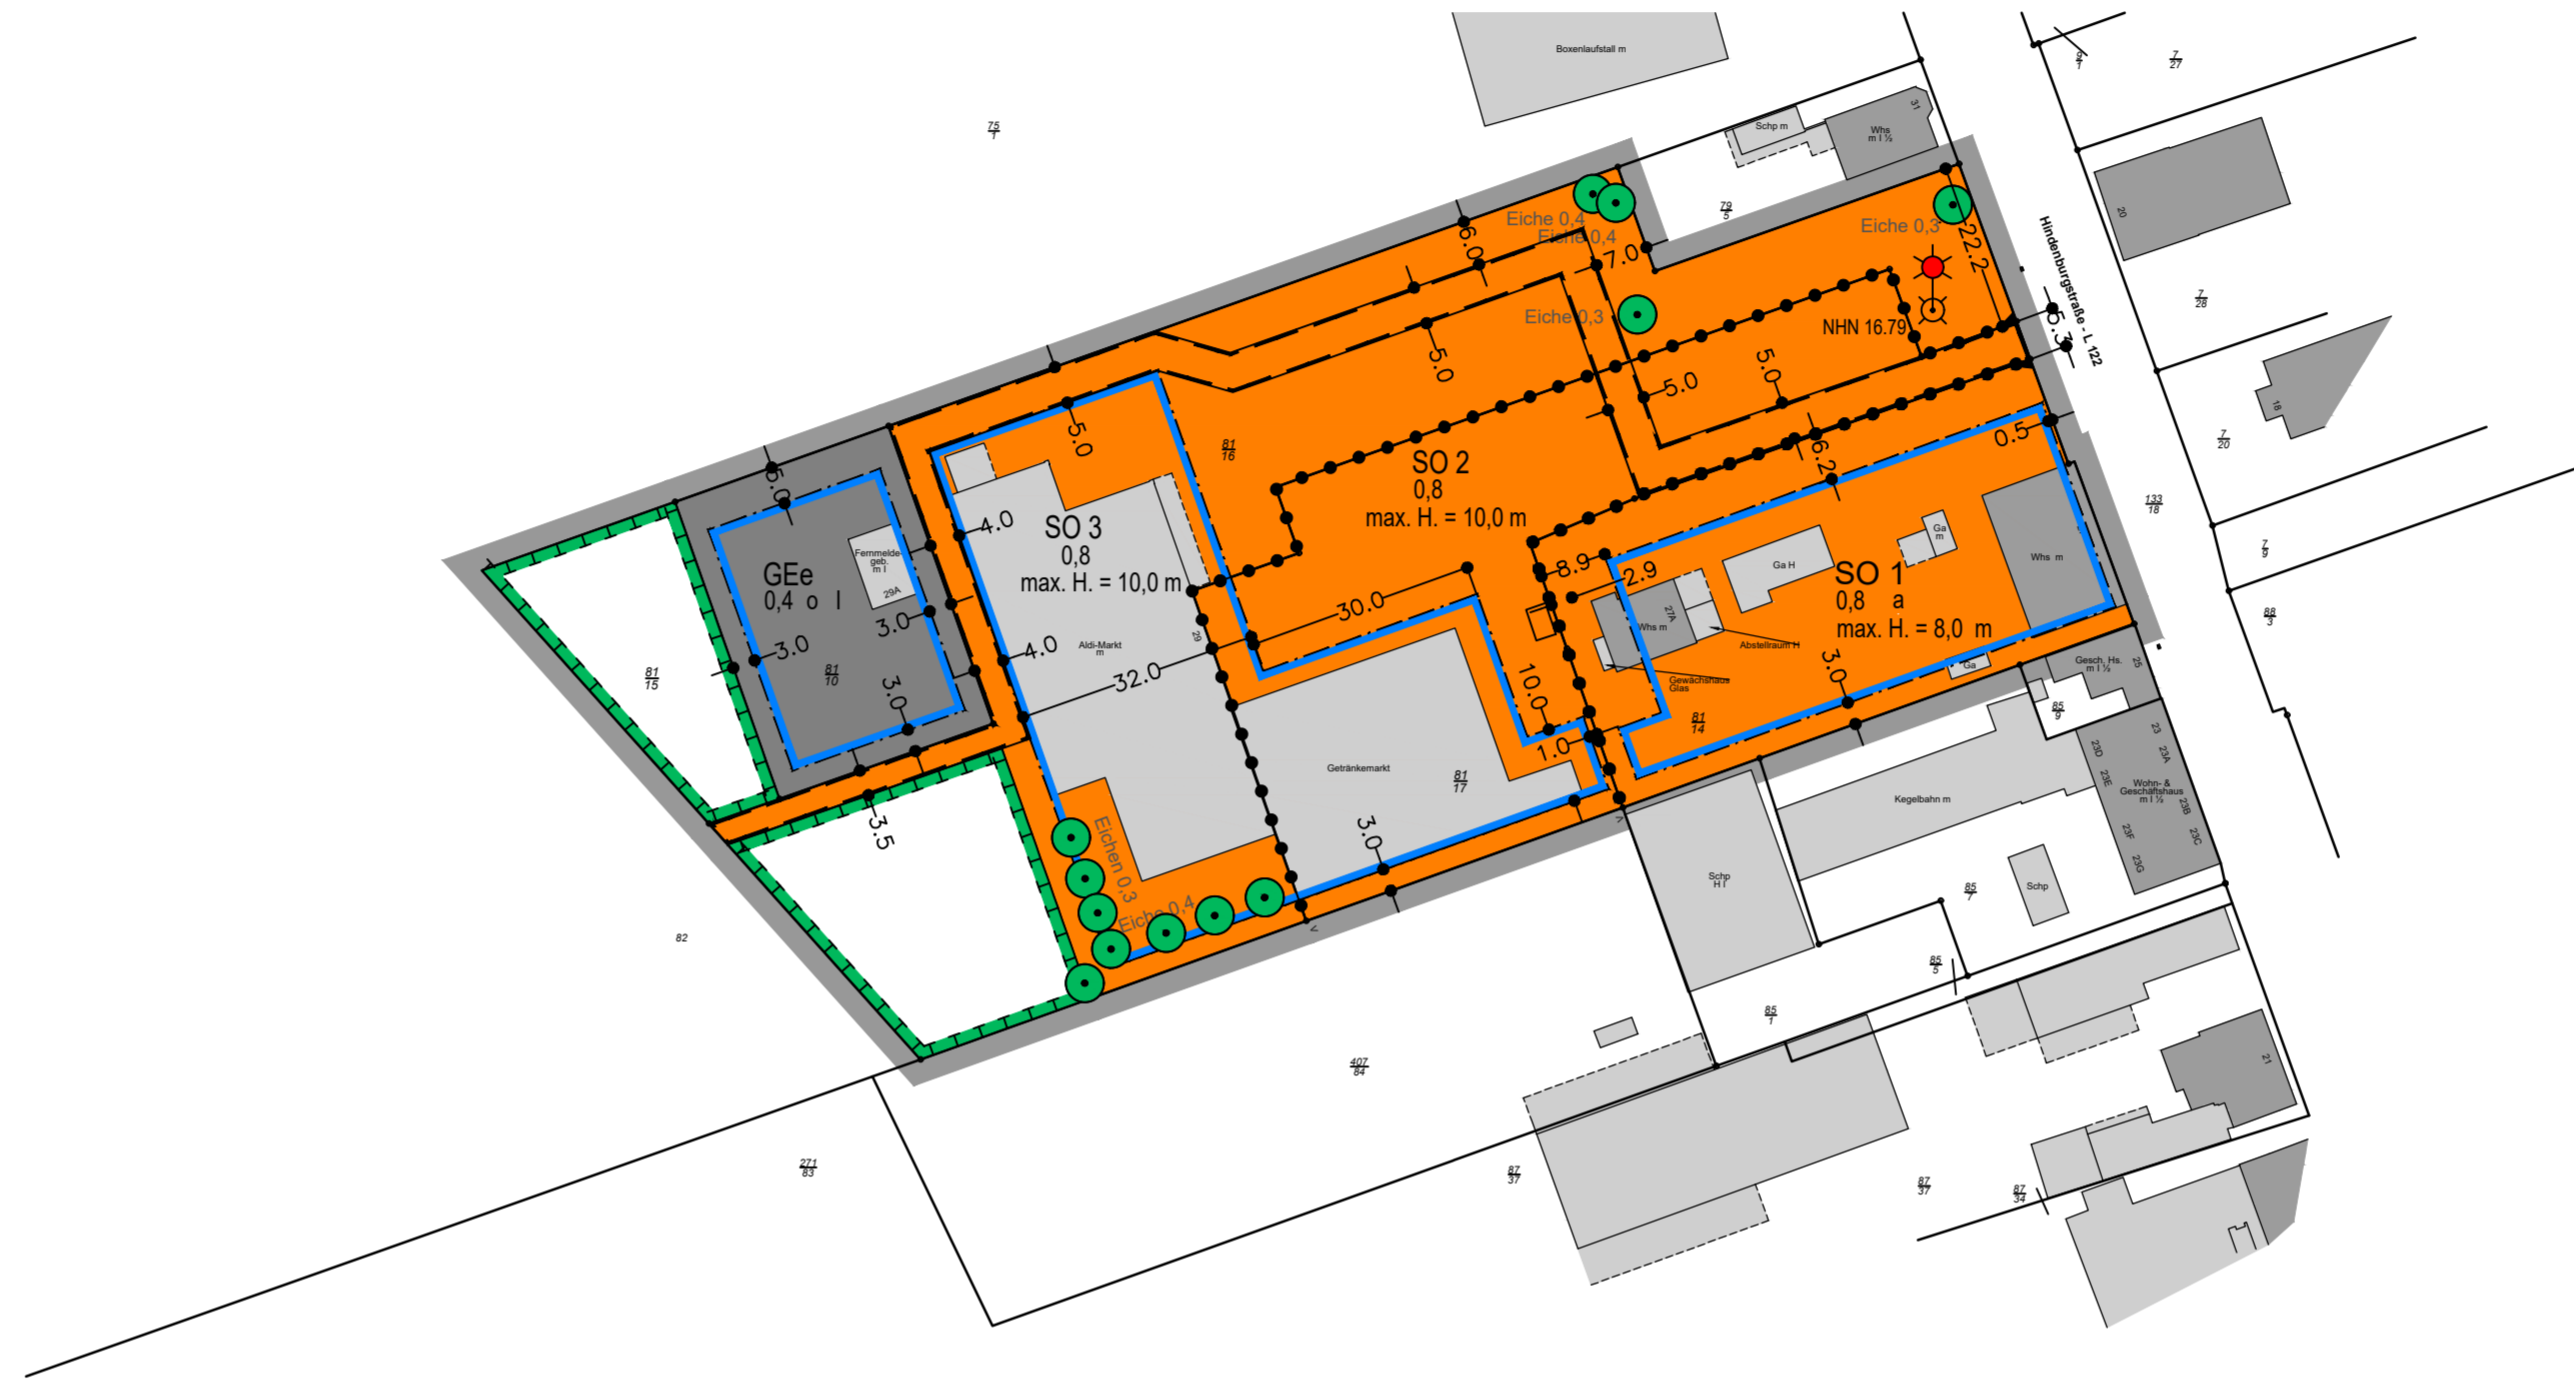 Boxenlaufstall m
9
1
7
27
75
1
Schp m
Whs
m I ½
31
20
79
5
Eiche 0,4
Eiche 0,4
6.0
7.0
Eiche 0,3
22.2
Hindenburgstraße - L 122
7
28
5.3
Eiche 0,3
NHN 16.79
5.0
5.0
5.0
5.0
18
7
20
81
16
SO 2
0,8
max. H. = 10,0 m
6.2
0.5
133
18
5.0
4.0
SO 3
0,8
max. H. = 10,0 m
GEe
0,4 o I
Fernmelde-
geb.
m I
29A
3.0
3.0
3.0
81
10
81
15
29
Aldi-Markt
m
4.0
32.0
30.0
8.9
2.9
Ga H
Ga
m
Whs m
SO 1
0,8 a
max. H. = 8,0 m
27A
Whs m
Abstellraum H
Gewächshaus
Glas
Ga
3.0
10.0
1.0
81
14
7
9
88
3
Gesch. Hs.
m I ½
25
85
9
23
23A
23B
23C
23D
23E
23F
23G
Wohn- &
Geschäftshaus
m I ½
Kegelbahn m
Getränkemarkt
81
17
3.0
3.5
Eichen 0,3
Eiche 0,4
Schp
H I
Schp
85
7
85
5
85
1
82
407
84
271
83
87
37
87
37
87
34
21